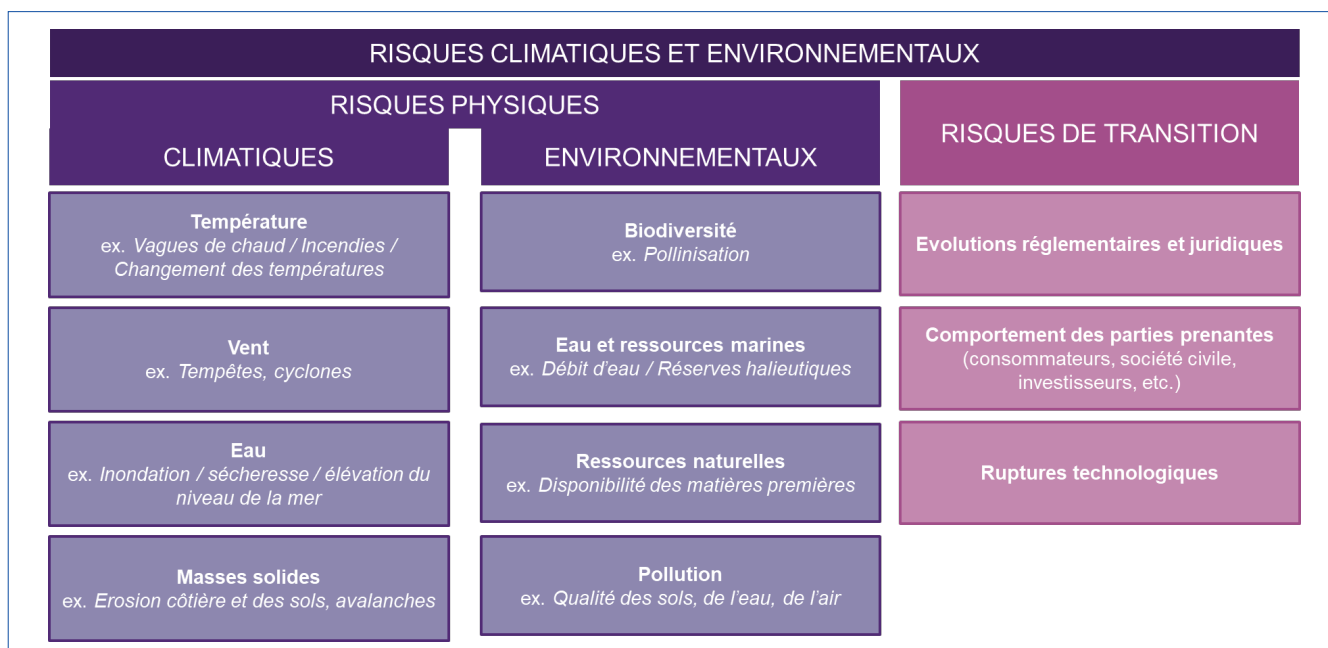 RISQUES CLIMATIQUES ET ENVIRONNEMENTAUX
RISQUES PHYSIQUES
CLIMATIQUES
Température
ex. Vagues de chaud / Incendies /
Changement des températures
Vent
ex. Tempêtes, cyclones
Eau
ex. Inondation / sécheresse / élévation du
niveau de la mer
Masses solides
ex. Erosion côtière et des sols, avalanches
ENVIRONNEMENTAUX
Biodiversité
ex. Pollinisation
Eau et ressources marines
ex. Débit d'eau / Réserves halieutiques
Ressources naturelles
ex. Disponibilité des matières premières
Pollution
ex. Qualité des sols, de l'eau, de l'air
RISQUES DE TRANSITION
Evolutions réglementaires et juridiques
Comportement des parties prenantes
(consommateurs, société civile,
investisseurs, etc.)
Ruptures technologiques